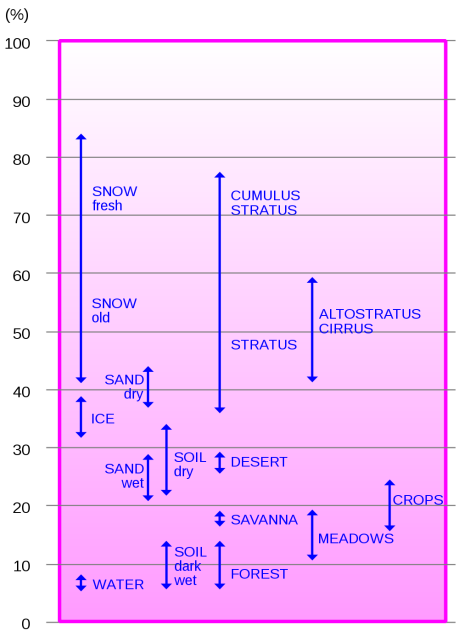 (%)
100
90
80
70
60
50
40
30
20
10
0
SNOW
fresh
SNOW
old
CUMULUS
STRATUS
STRATUS
ALTOSTRATUS
CIRRUS
SAND
dry
ICE
SAND
wet
SOIL
dry
DESERT
CROPS
SAVANNA
MEADOWS
SOIL
dark
wet
FOREST
WATER